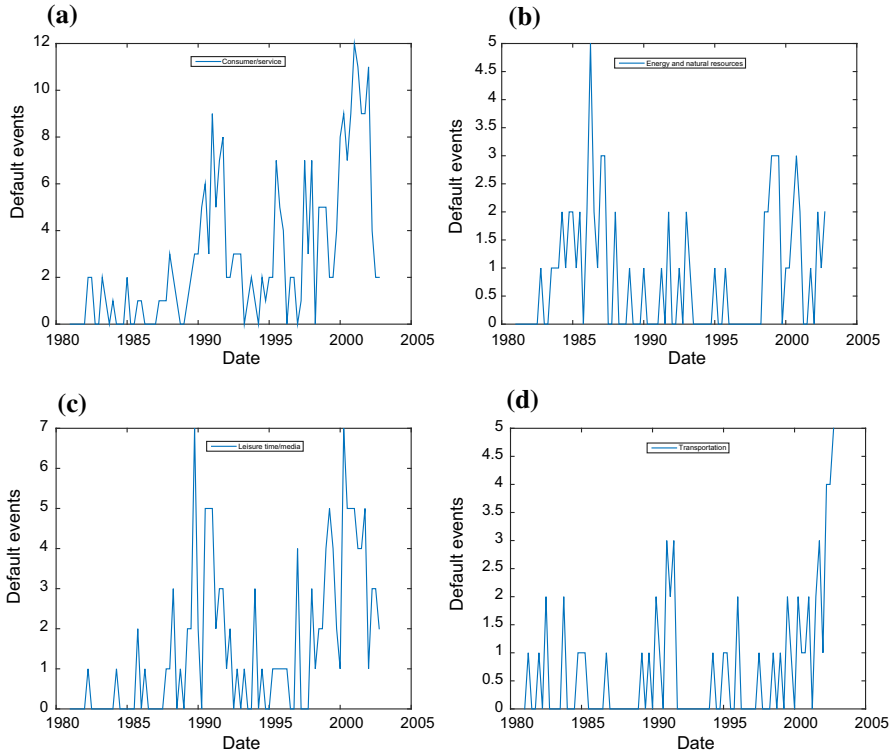 (a)
12
10
8
6
4
2
0
Default events
Consumer/service
1980 1985 1990 1995 2000 2005
Date
(b)
5
4.5
4
3.5
3
2.5
2
1.5
1
0.5
0
Default events
Energy and natural resources
1980 1985 1990 1995 2000 2005
Date
(c)
7
6
5
4
3
2
1
0
Default events
Leisure time/media
1980 1985 1990 1995 2000 2005
Date
(d)
5
4.5
4
3.5
3
2.5
2
1.5
1
0.5
0
Default events
Transportation
1980 1985 1990 1995 2000 2005
Date